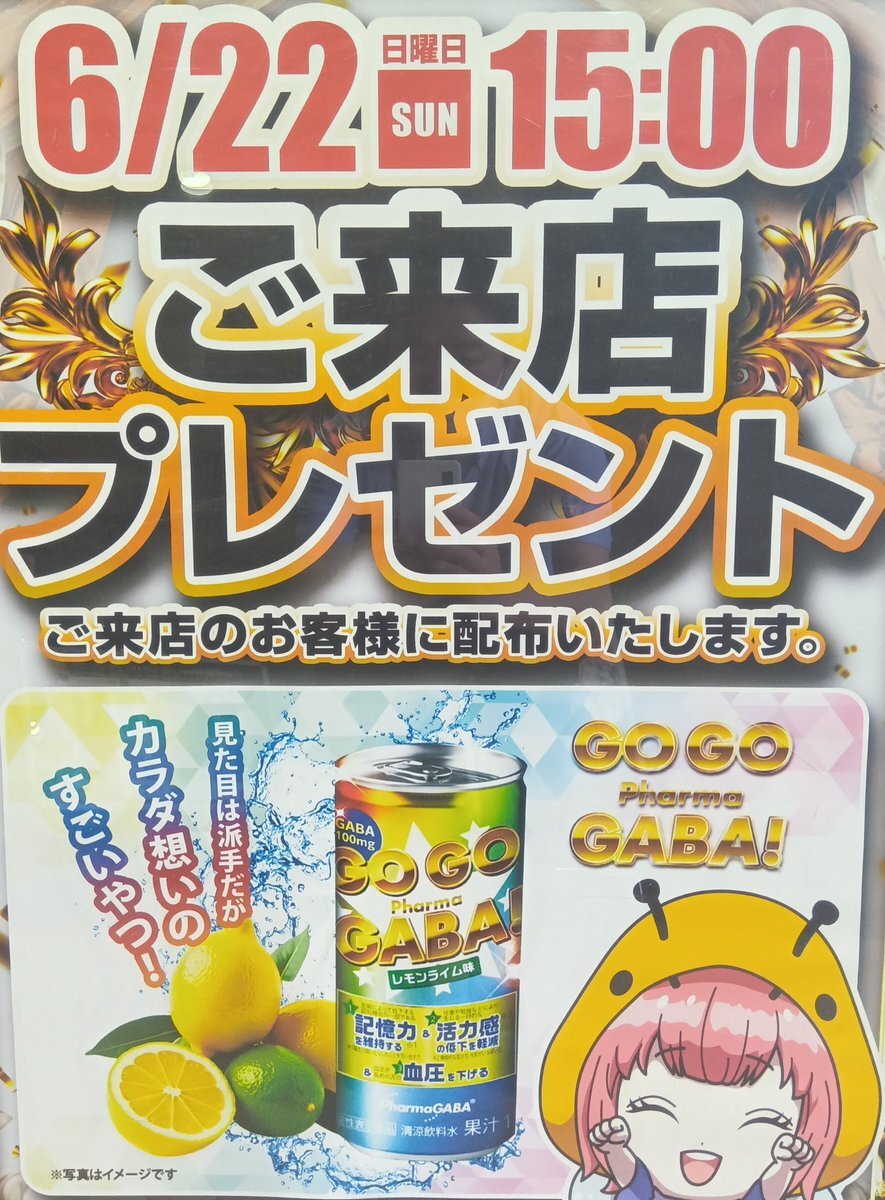 6/22 日曜日 SUN 15:00
ご来店
プレゼント
ご来店のお客様に配布いたします。
見た目は派手だが
カラダ想いの
すごいやつ!
GO GO
Pharma
GABA!
GABA
100mg
GO GO
Pharma
GABA!
レモンライム味
1 記憶力
を維持する ※1
& 2 活力感
の低下を軽減
& 3 血圧を下げる
PharmaGABA®
清涼飲料水 果汁1
※写真はイメージです